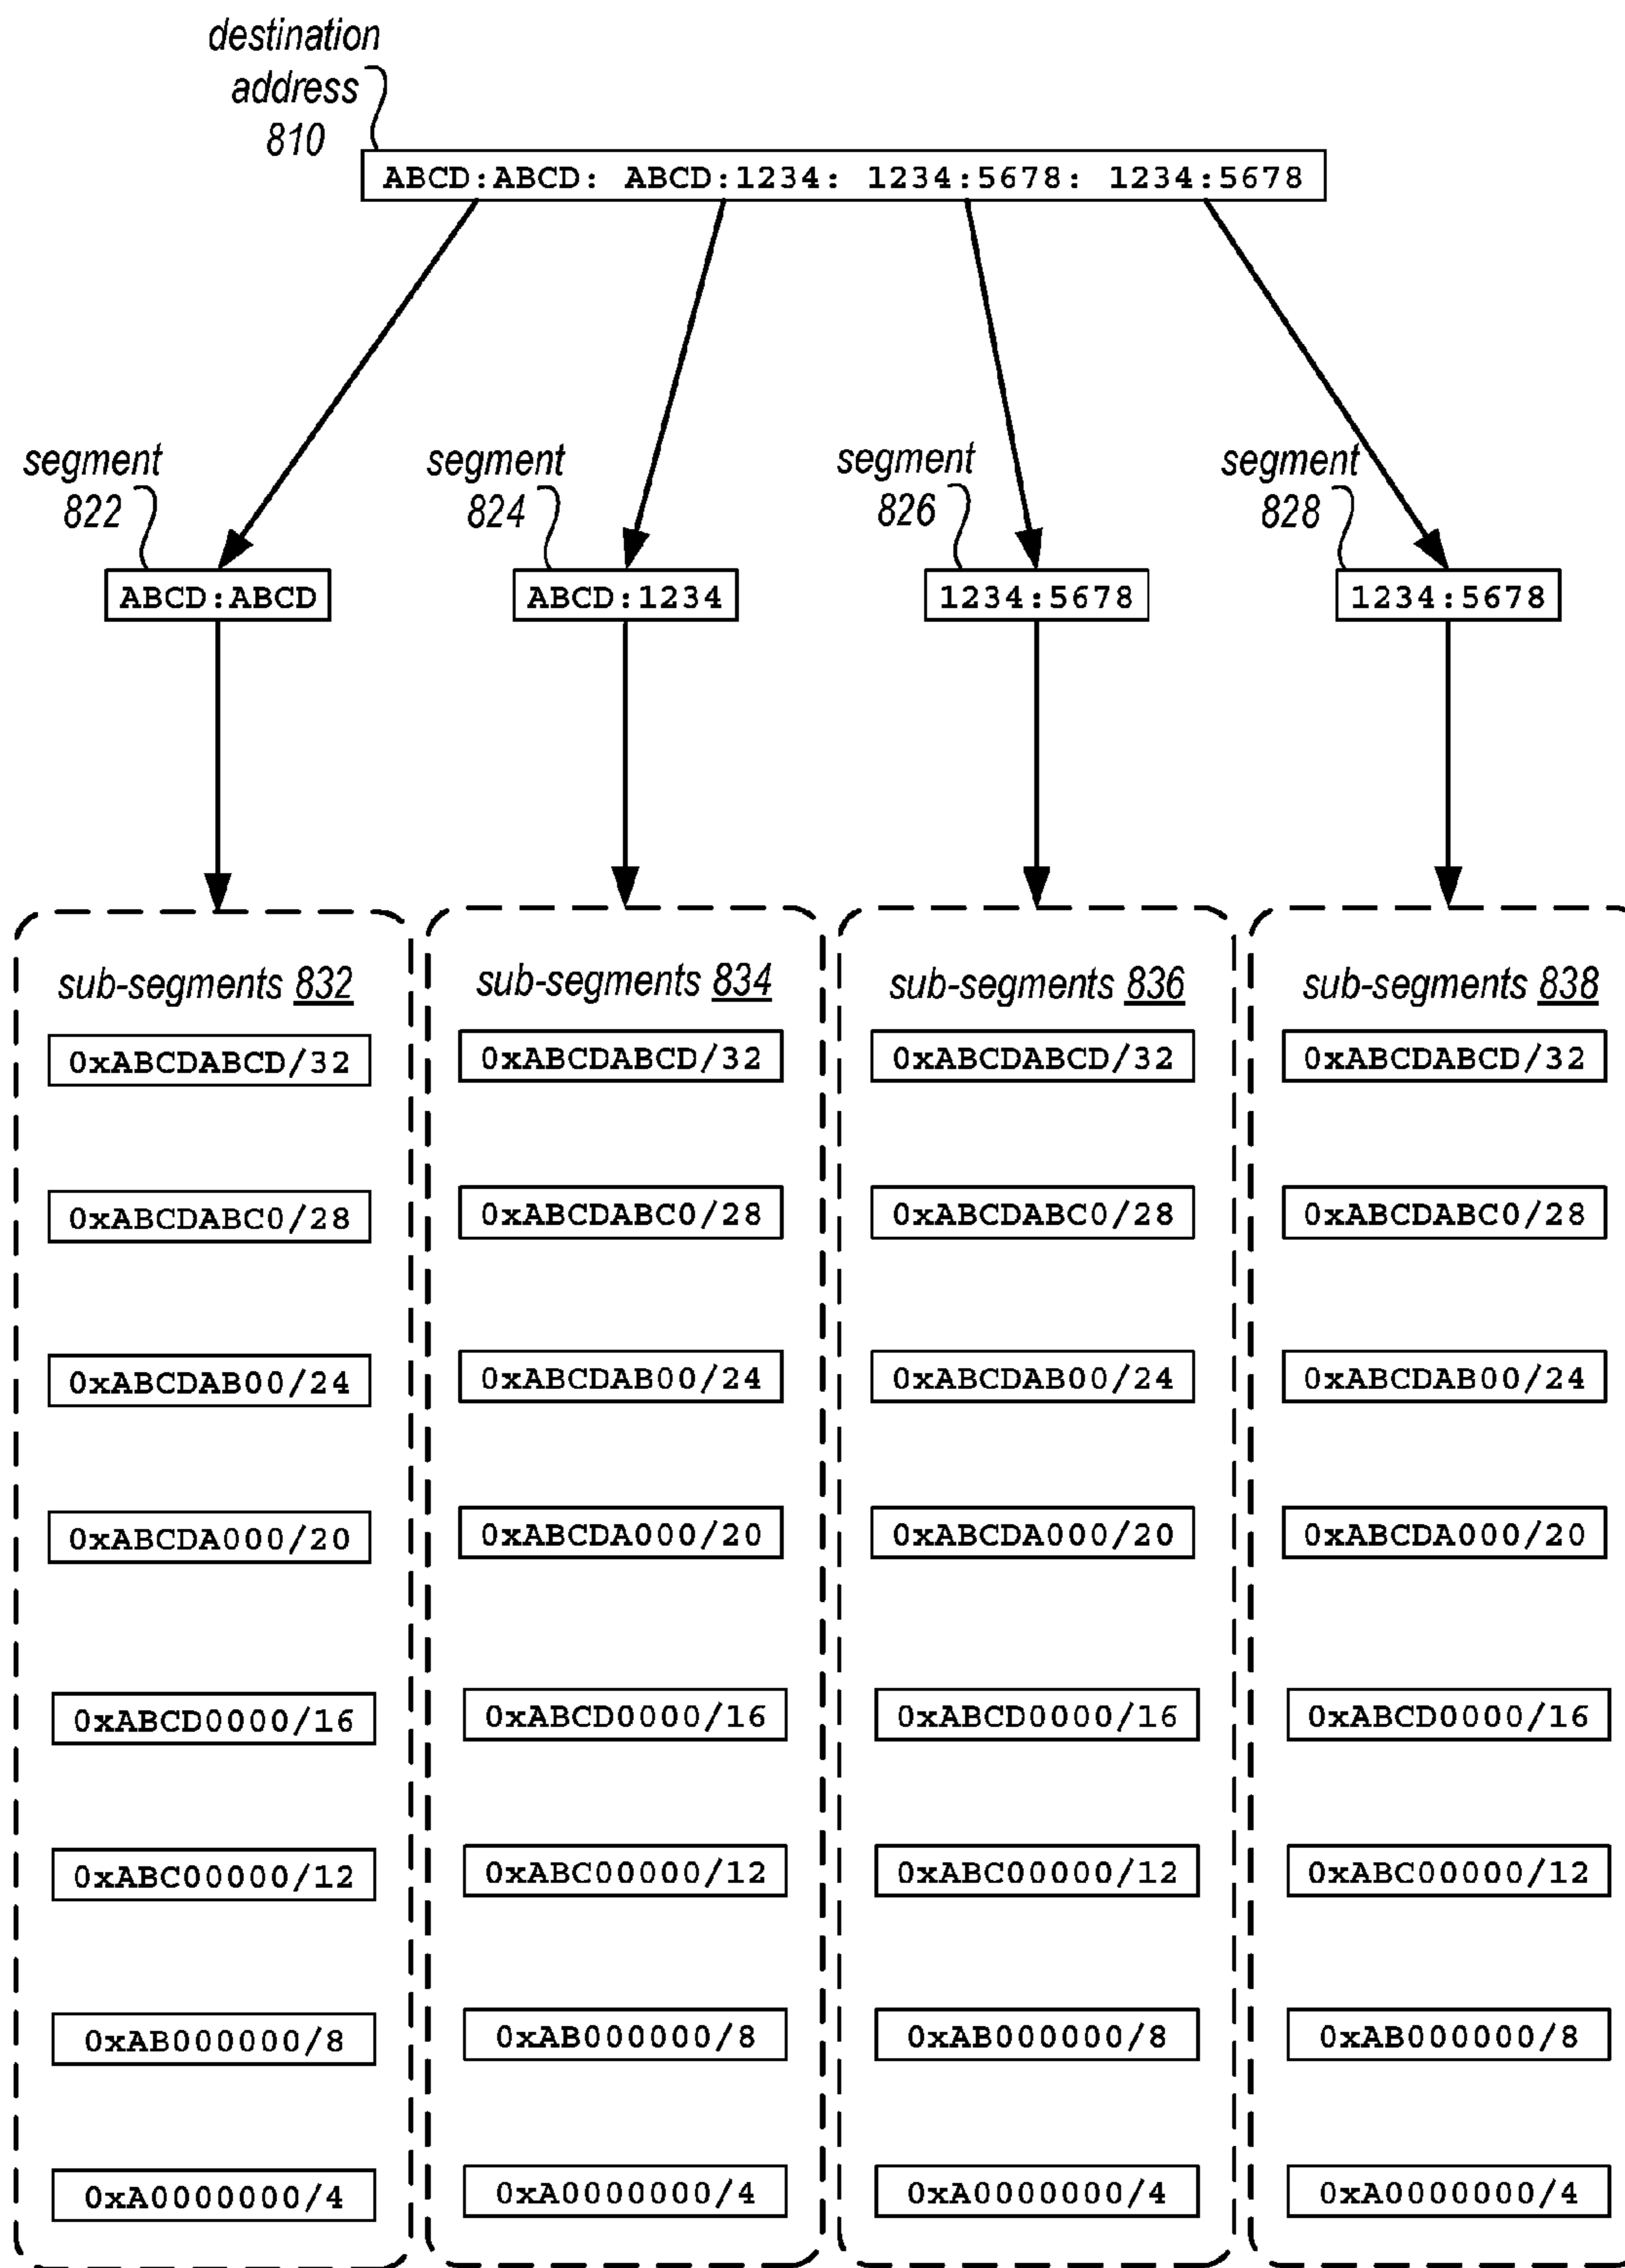 destination
address
810
ABCD:ABCD: ABCD:1234: 1234:5678: 1234:5678
segment
822
segment
824
segment
826
segment
828
ABCD:ABCD
ABCD:1234
1234:5678
1234:5678
sub-segments 832
0xABCDABCD/32
0xABCDABC0/28
0xABCDAB00/24
0xABCDA000/20
0xABCD0000/16
0xABC00000/12
0xAB000000/8
0xA0000000/4
sub-segments 834
0xABCDABCD/32
0xABCDABC0/28
0xABCDAB00/24
0xABCDA000/20
0xABCD0000/16
0xABC00000/12
0xAB000000/8
0xA0000000/4
sub-segments 836
0xABCDABCD/32
0xABCDABC0/28
0xABCDAB00/24
0xABCDA000/20
0xABCD0000/16
0xABC00000/12
0xAB000000/8
0xA0000000/4
sub-segments 838
0xABCDABCD/32
0xABCDABC0/28
0xABCDAB00/24
0xABCDA000/20
0xABCD0000/16
0xABC00000/12
0xAB000000/8
0xA0000000/4